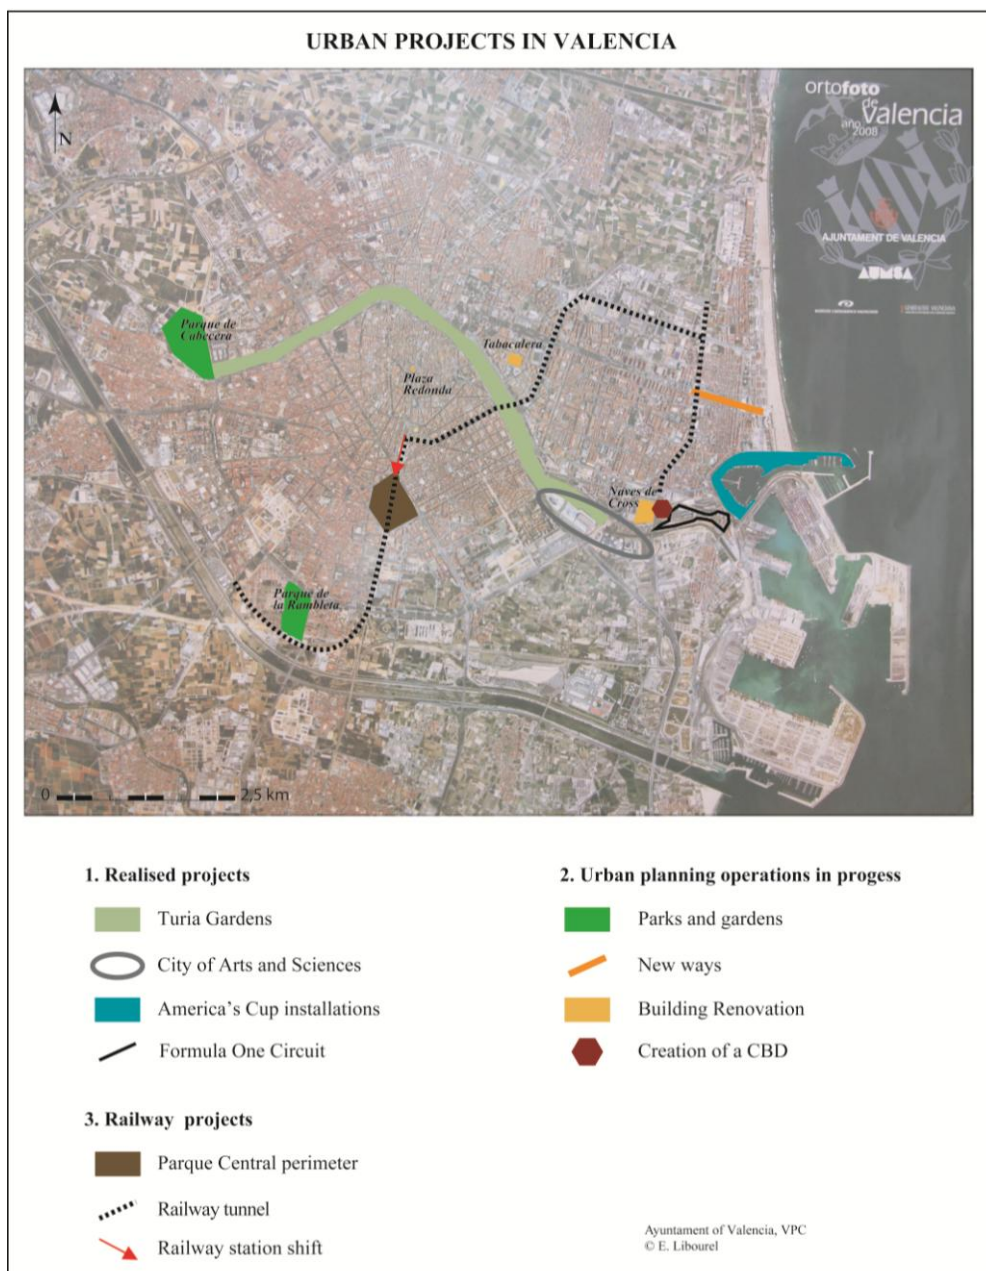 URBAN PROJECTS IN VALENCIA
N
ortofoto
de
valencia
año
2008
AJUNTAMENT DE VALENCIA
AUMSA
Parque de
Cabecera
Tabacalera
Plaza
Redonda
Naves de
Cross
Parque de
la Rambleta
0 2,5 km
1. Realised projects
Turia Gardens
City of Arts and Sciences
America's Cup installations
Formula One Circuit
2. Urban planning operations in progess
Parks and gardens
New ways
Building Renovation
Creation of a CBD
3. Railway projects
Parque Central perimeter
Railway tunnel
Railway station shift
Ayuntament of Valencia, VPC
© E. Libourel